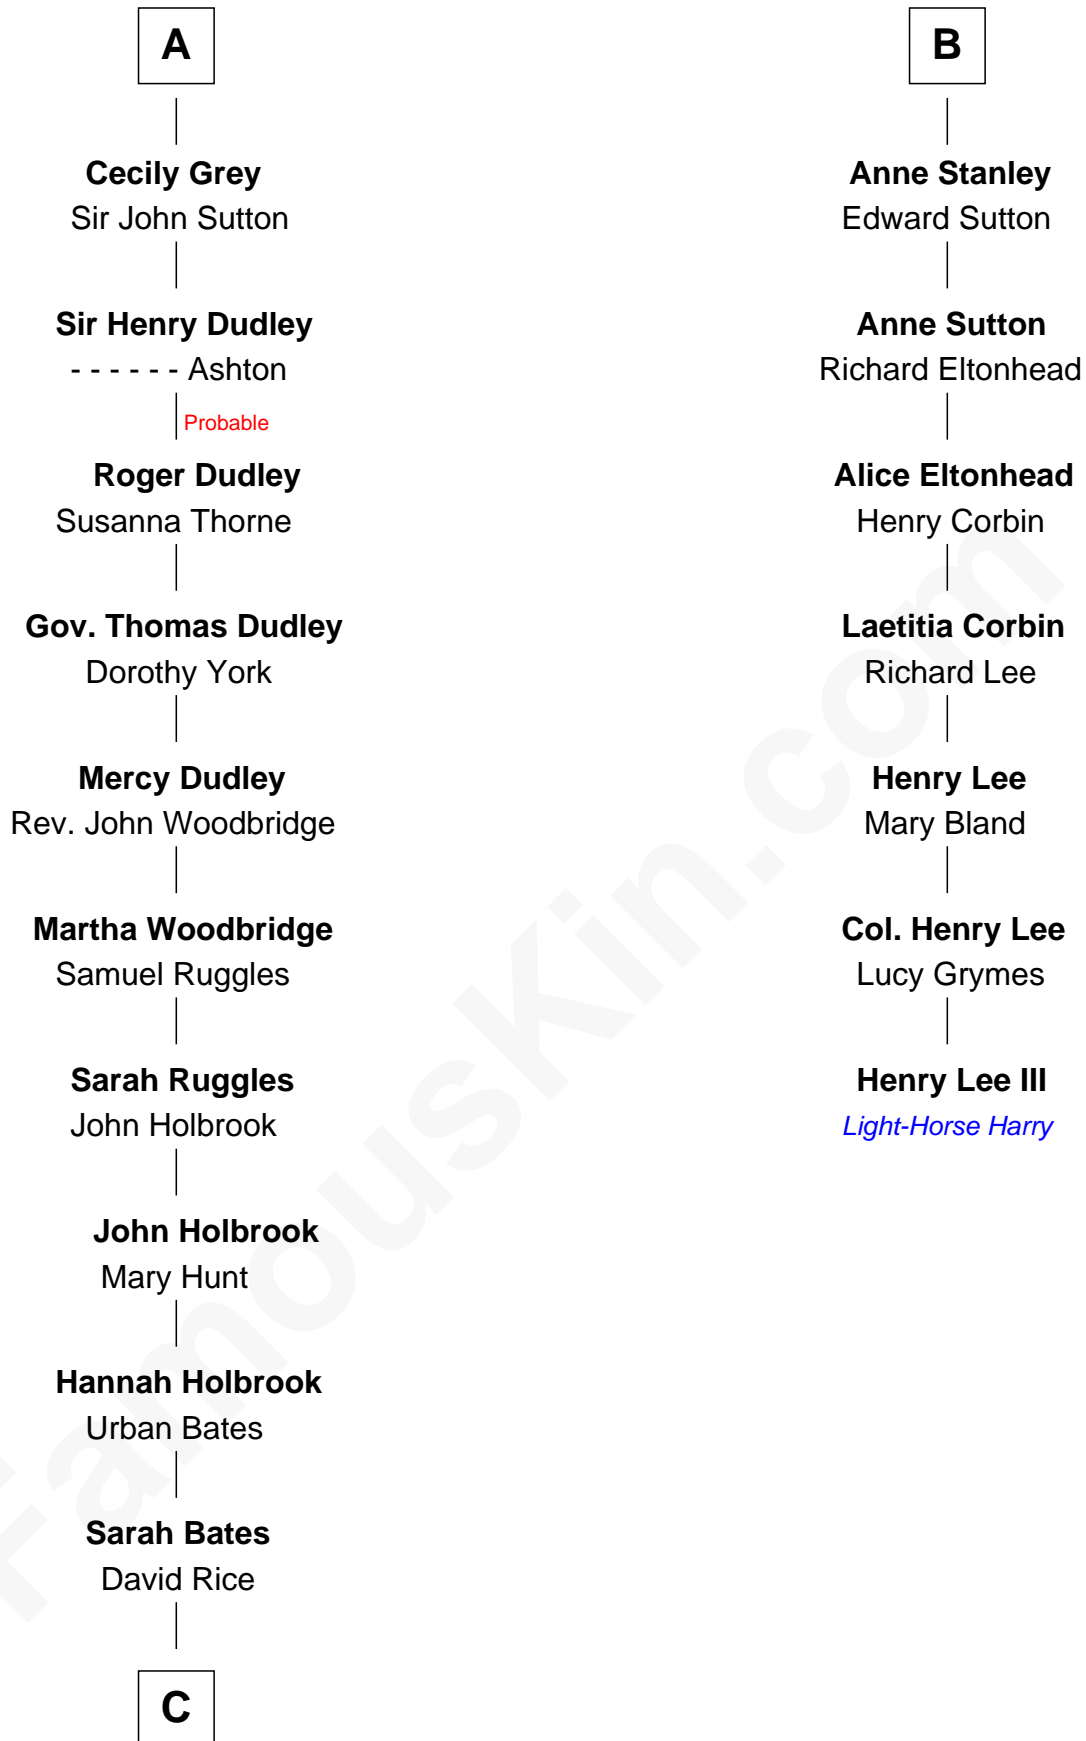 A
Cecily Grey
Sir John Sutton
Sir Henry Dudley
- - - - - - Ashton
Probable
Roger Dudley
Susanna Thorne
Gov. Thomas Dudley
Dorothy York
Mercy Dudley
Rev. John Woodbridge
Martha Woodbridge
Samuel Ruggles
Sarah Ruggles
John Holbrook
John Holbrook
Mary Hunt
Hannah Holbrook
Urban Bates
Sarah Bates
David Rice
C
B
Anne Stanley
Edward Sutton
Anne Sutton
Richard Eltonhead
Alice Eltonhead
Henry Corbin
Laetitia Corbin
Richard Lee
Henry Lee
Mary Bland
Col. Henry Lee
Lucy Grymes
Henry Lee III
Light-Horse Harry
FamousKin.com